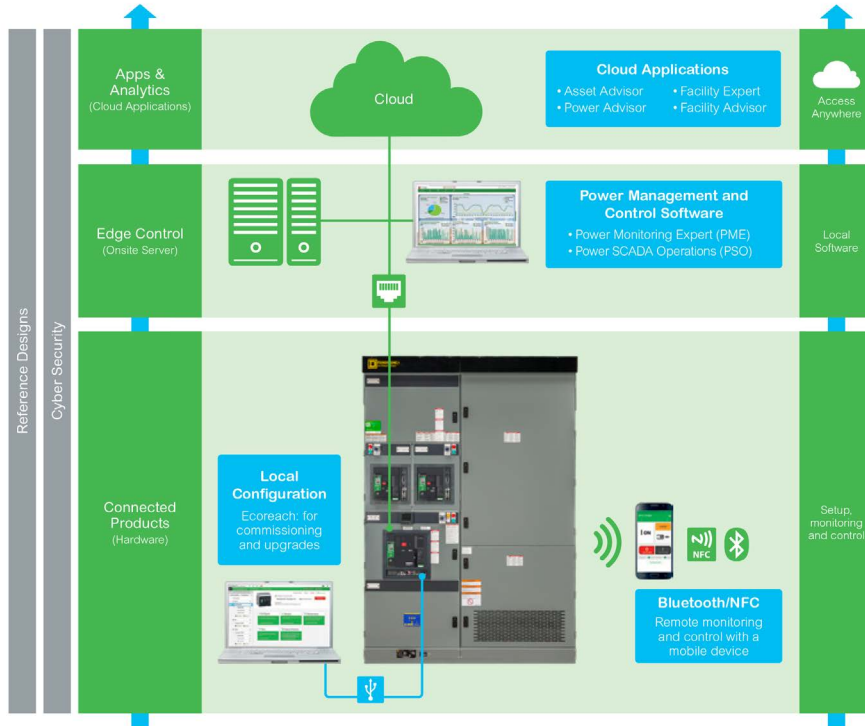 Reference Designs
Cyber Security
Apps &
Analytics
(Cloud Applications)
Cloud
Cloud Applications
• Asset Advisor
• Power Advisor
• Facility Expert
• Facility Advisor
Access
Anywhere
Edge Control
(Onsite Server)
Power Management and
Control Software
• Power Monitoring Expert (PME)
• Power SCADA Operations (PSO)
Local
Software
Connected
Products
(Hardware)
Local
Configuration
Ecoreach: for
commissioning
and upgrades
NFC
Bluetooth/NFC
Remote monitoring
and control with a
mobile device
Setup,
monitoring
and control